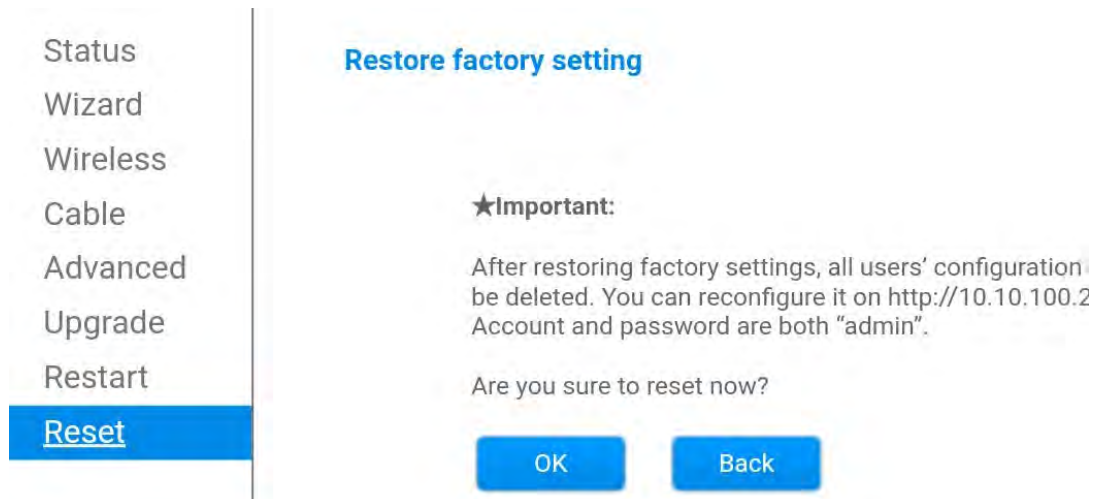 Status
Wizard
Wireless
Cable
Advanced
Upgrade
Restart
Reset
Restore factory setting
★Important:
After restoring factory settings, all users’ configuration
be deleted. You can reconfigure it on http://10.10.100.2
Account and password are both “admin”.
Are you sure to reset now?
OK
Back